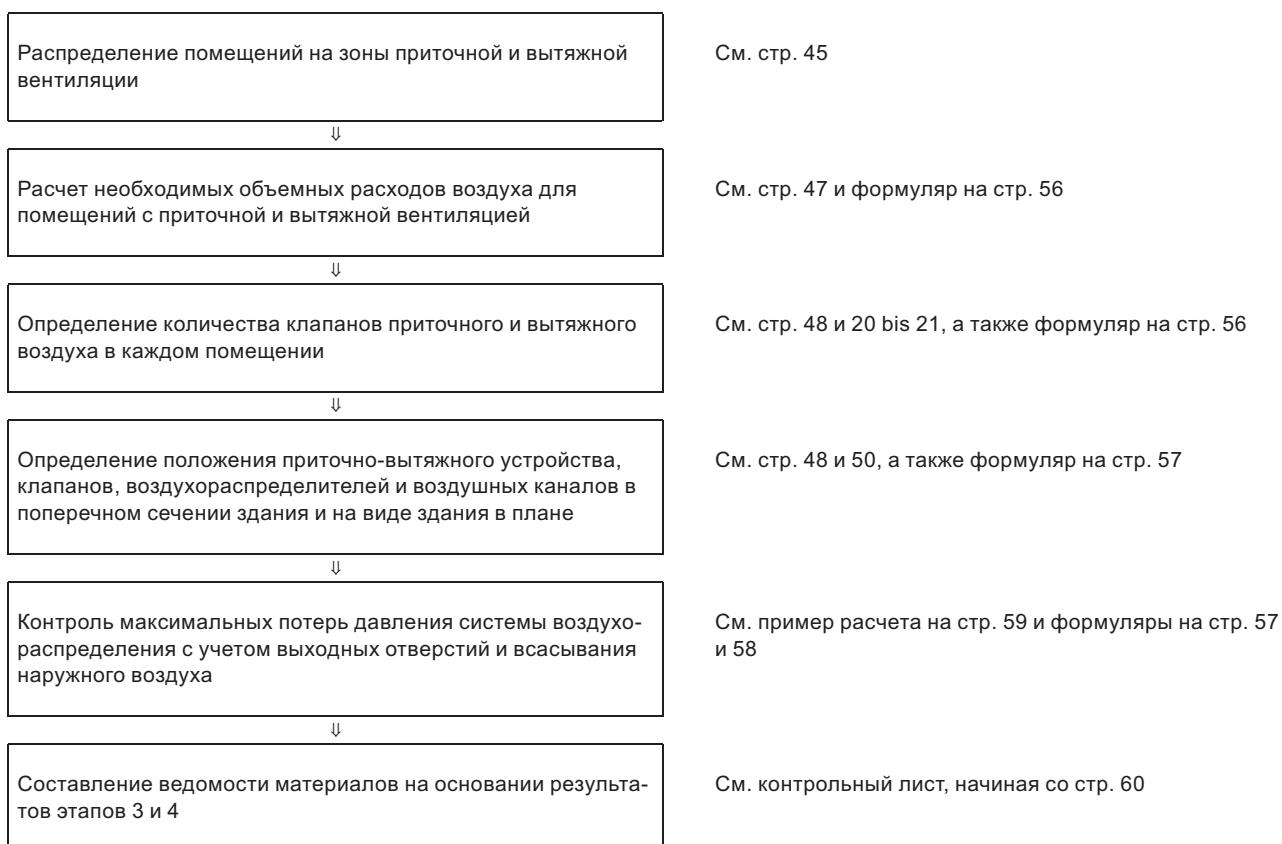 Распределение помещений на зоны приточной и вытяжной
вентиляции
См. стр. 45
⇓
Расчет необходимых объемных расходов воздуха для
помещений с приточной и вытяжной вентиляцией
См. стр. 47 и формуляр на стр. 56
⇓
Определение количества клапанов приточного и вытяжного
воздуха в каждом помещении
См. стр. 48 и 20 bis 21, а также формуляр на стр. 56
⇓
Определение положения приточно-вытяжного устройства,
клапанов, воздухораспределителей и воздушных каналов в
поперечном сечении здания и на виде здания в плане
См. стр. 48 и 50, а также формуляр на стр. 57
⇓
Контроль максимальных потерь давления системы воздухо-
распределения с учетом выходных отверстий и всасывания
наружного воздуха
См. пример расчета на стр. 59 и формуляры на стр. 57
и 58
⇓
Составление ведомости материалов на основании результа-
тов этапов 3 и 4
См. контрольный лист, начиная со стр. 60